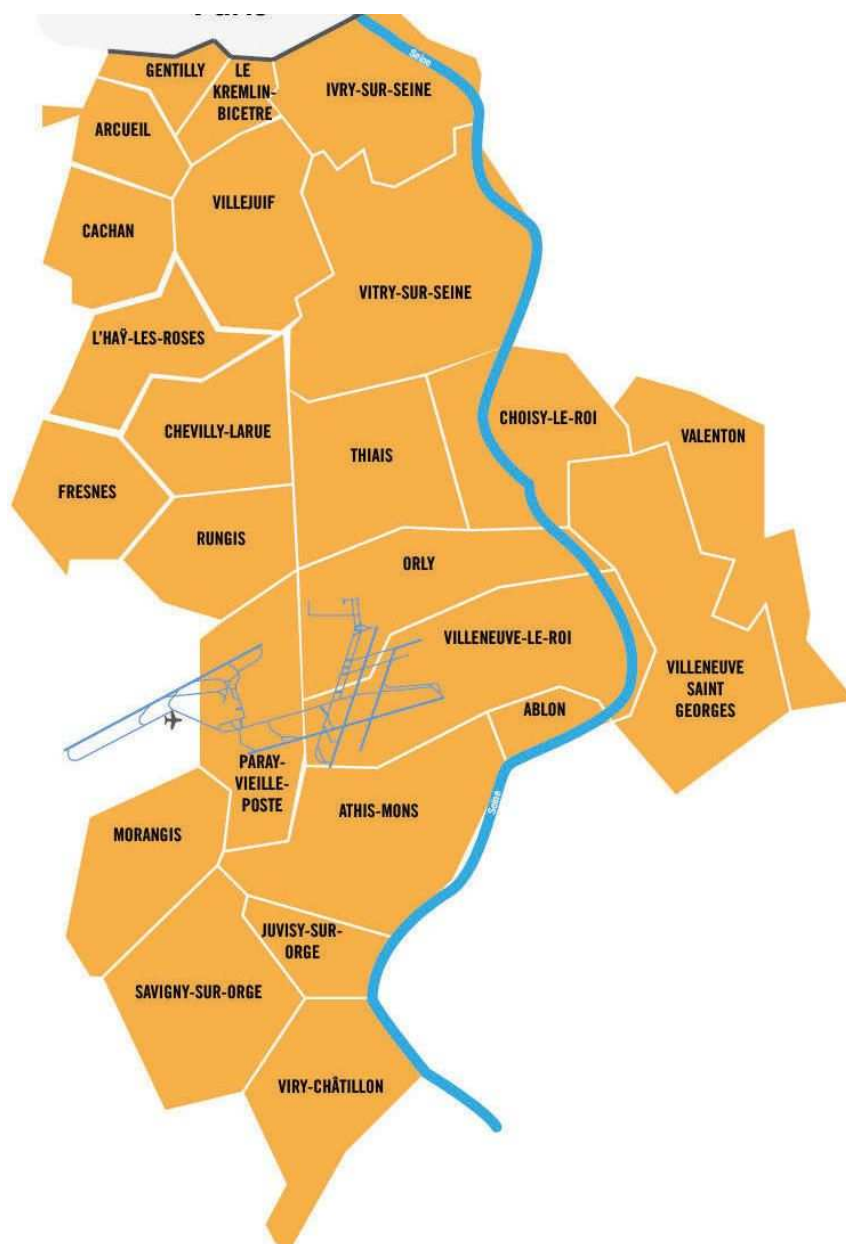 Seine
GENTILLY
LE
KREMLIN-
BICETRE
IVRY-SUR-SEINE
ARCUEIL
VILLEJUIF
CACHAN
VITRY-SUR-SEINE
L'HAŸ-LES-ROSES
CHOISY-LE-ROI
CHEVILLY-LARUE
VALENTON
THIAIS
FRESNES
RUNGIS
ORLY
VILLENEUVE-LE-ROI
VILLENEUVE
SAINT
GEORGES
ABLON
PARAY-
VIEILLE-
POSTE
Seine
ATHIS-MONS
MORANGIS
JUVISY-SUR-
ORGE
SAVIGNY-SUR-ORGE
VIRY-CHÂTILLON